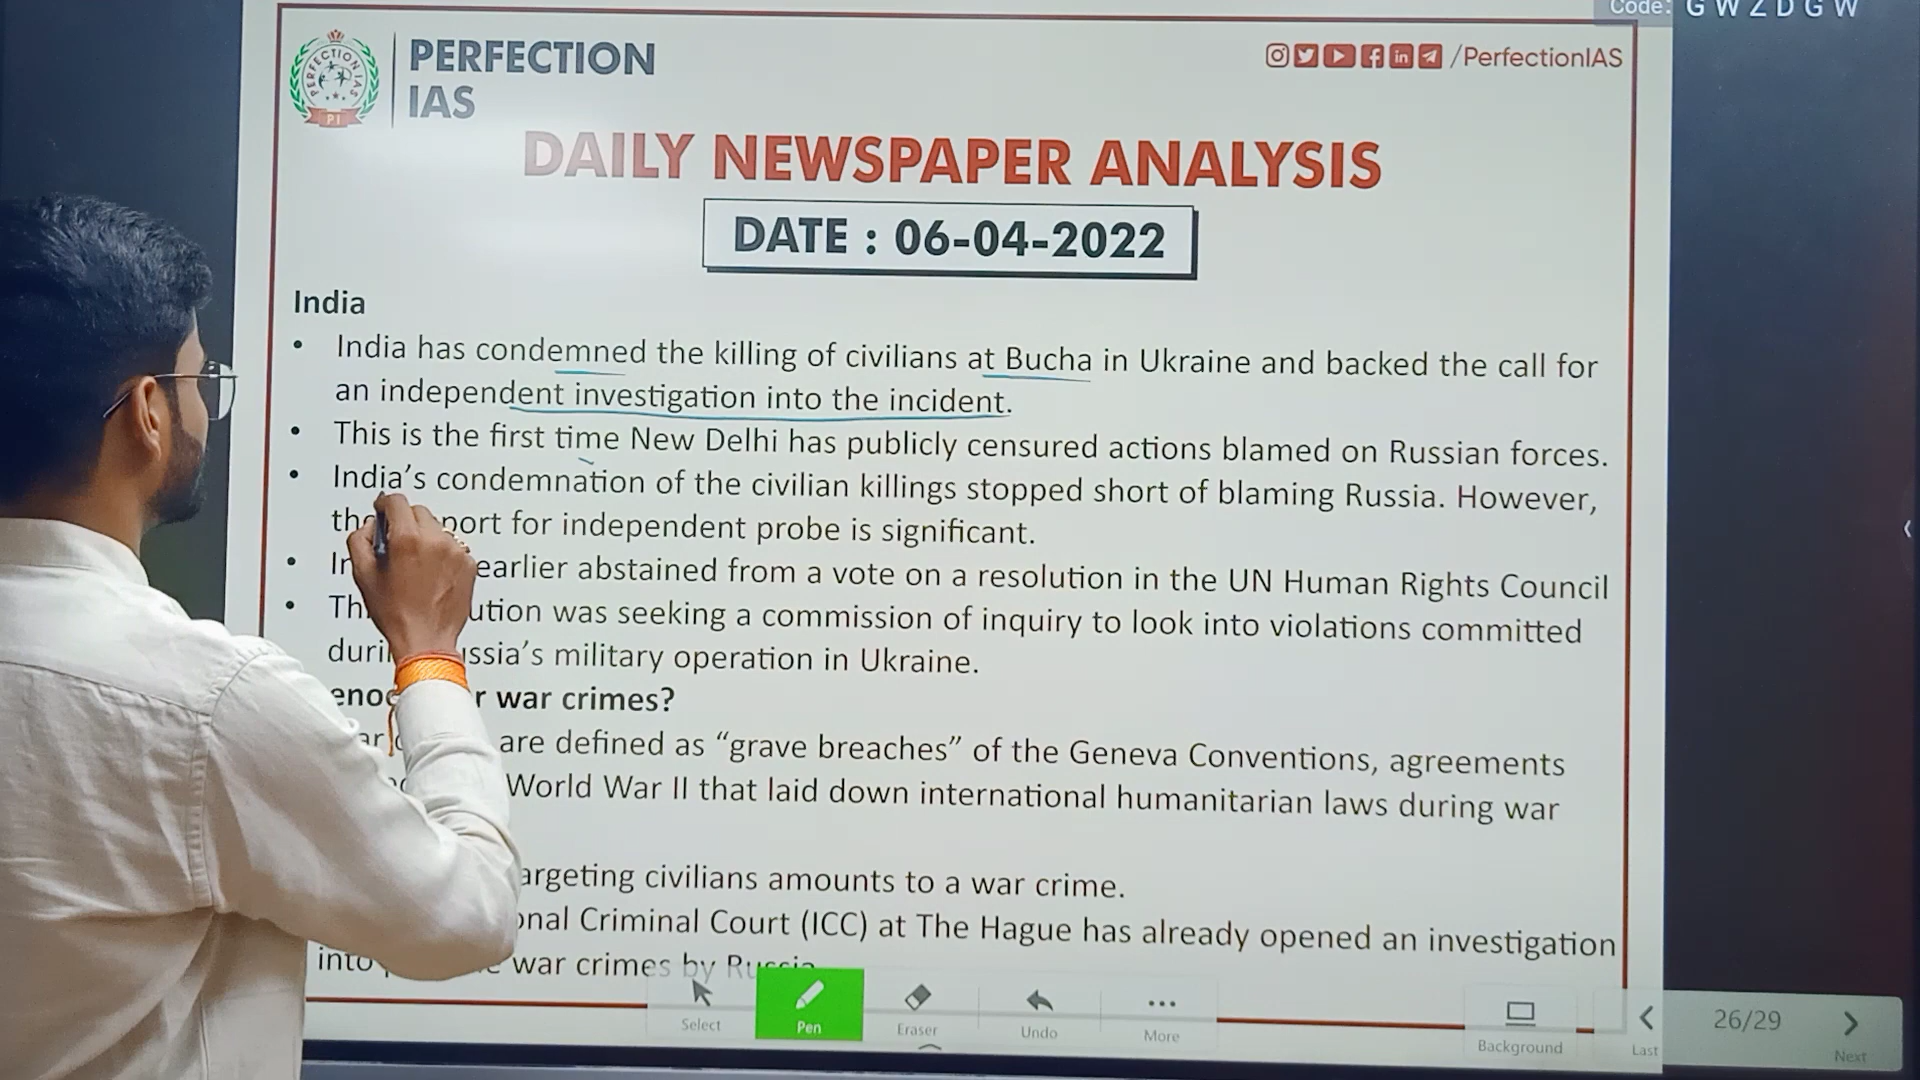 Code: G W Z D G W
PERFECTION
IAS
PERFECTION IAS
PI
/PerfectionIAS
DAILY NEWSPAPER ANALYSIS
DATE : 06-04-2022
India
• India has condemned the killing of civilians at Bucha in Ukraine and backed the call for
an independent investigation into the incident.
• This is the first time New Delhi has publicly censured actions blamed on Russian forces.
• India’s condemnation of the civilian killings stopped short of blaming Russia. However,
port for independent probe is significant.
• earlier abstained from a vote on a resolution in the UN Human Rights Council
• ution was seeking a commission of inquiry to look into violations committed
ssia’s military operation in Ukraine.
war crimes?
are defined as “grave breaches” of the Geneva Conventions, agreements
World War II that laid down international humanitarian laws during war
argeting civilians amounts to a war crime.
onal Criminal Court (ICC) at The Hague has already opened an investigation
into war crimes by Russia
Select
Pen
Eraser
Undo
More
Background
Last
26/29
Next